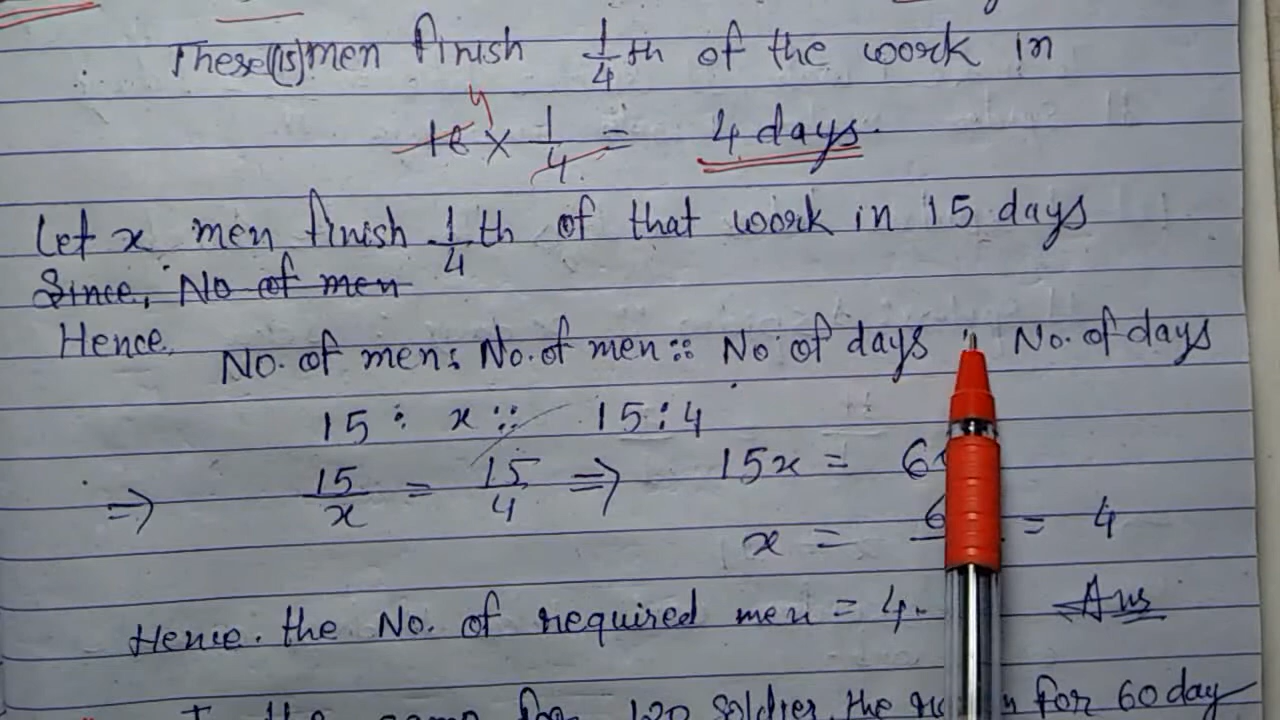 These (15) men finish 1/4 th of the work in
16 4 × 1/4 = 4 days.
Let x men finish 1/4 th of that work in 15 days
Since, No of men
Hence.
No. of men : No. of men :: No of days : No. of days
15 : x :: 15 : 4
⇒ 15/x = 15/4 ⇒ 15x = 6
x = 6 = 4
Hence. the No. of required men = 4. Ans
for 120 soldier, the for 60 day